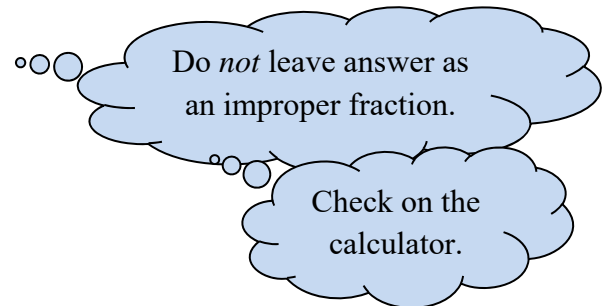 Do not leave answer as
an improper fraction.
Check on the
calculator.